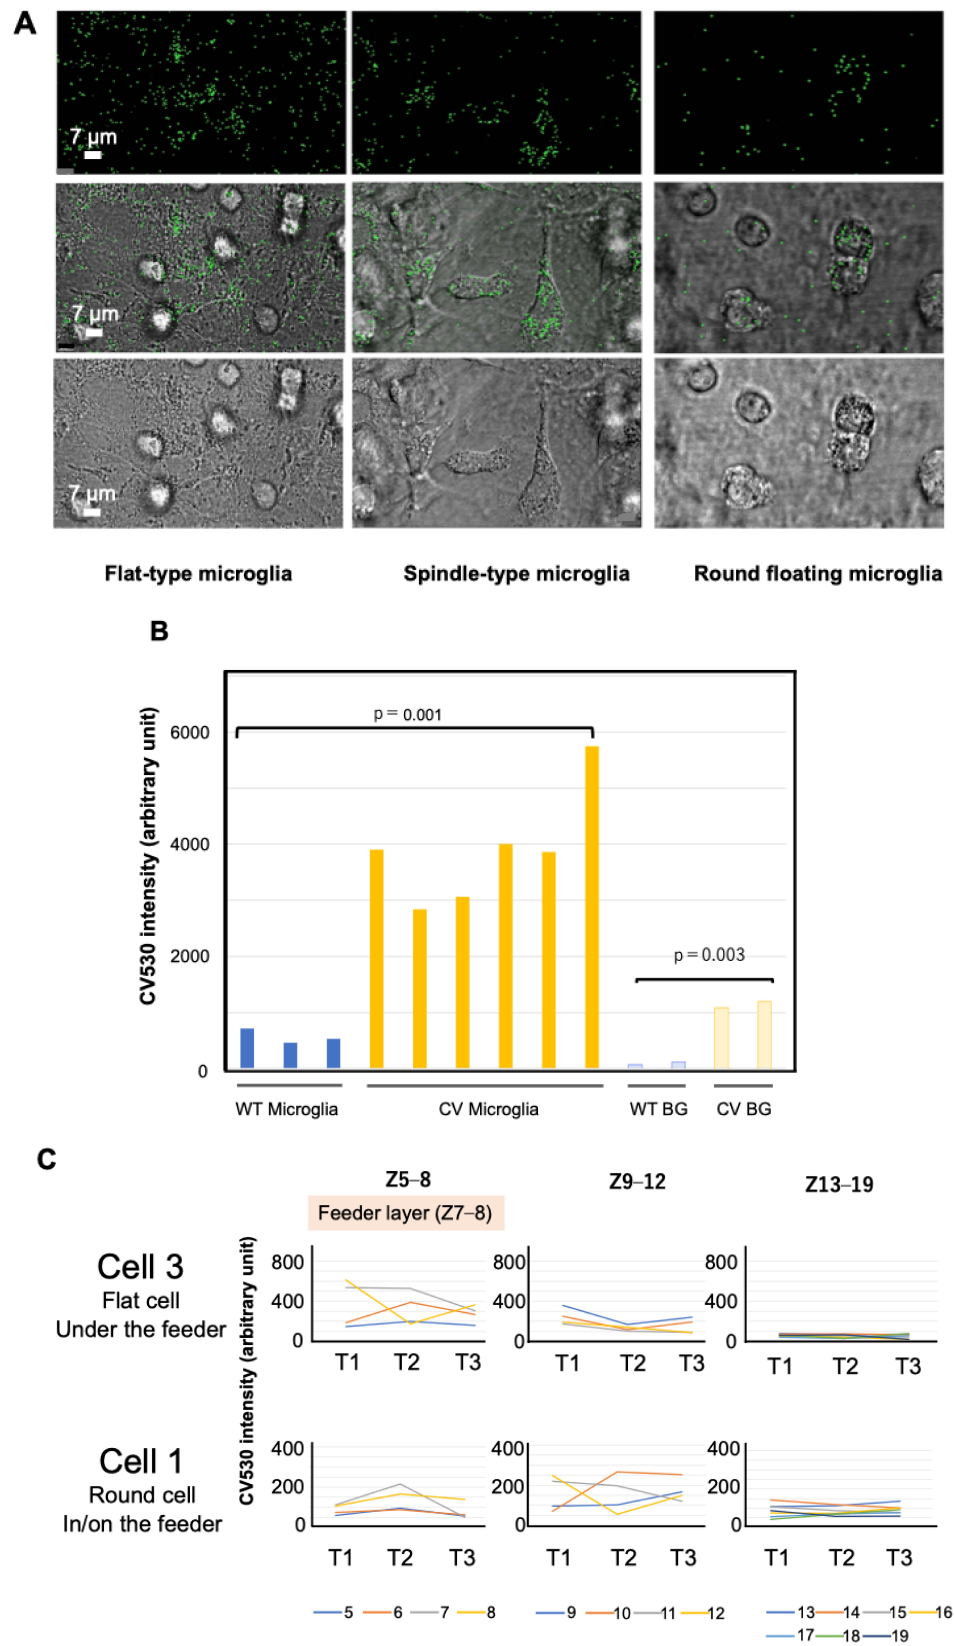 A
7 μm
7 μm
7 μm
Flat-type microglia Spindle-type microglia Round floating microglia
B
CV530 intensity (arbitrary unit)
6000
4000
2000
0
p = 0.001
p = 0.003
WT Microglia CV Microglia WT BG CV BG
C
Z5–8 Z9–12 Z13–19
Feeder layer (Z7–8)
CV530 intensity (arbitrary unit)
Cell 3
Flat cell
Under the feeder
800 800 800
400 400 400
0 0 0
T1 T2 T3 T1 T2 T3 T1 T2 T3
Cell 1
Round cell
In/on the feeder
400 400 400
200 200 200
0 0 0
T1 T2 T3 T1 T2 T3 T1 T2 T3
5 6 7 8 9 10 11 12 13 14 15 16
17 18 19